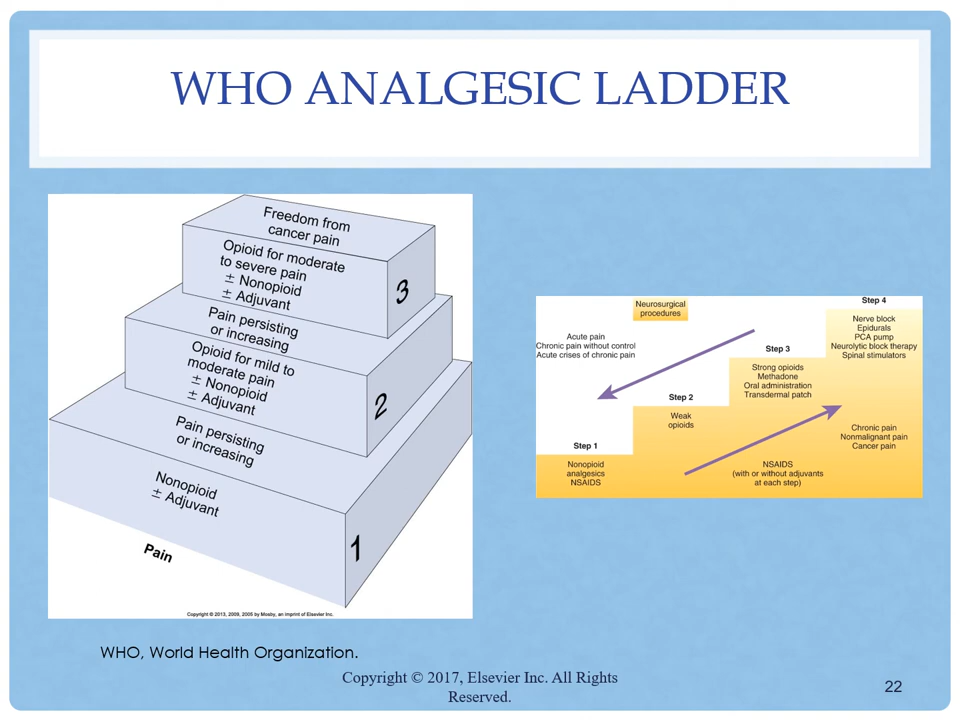 WHO ANALGESIC LADDER
Freedom from
cancer pain
Opioid for moderate
to severe pain
± Nonopioid
± Adjuvant
3
Pain persisting
or increasing
Opioid for mild to
moderate pain
± Nonopioid
± Adjuvant
2
Pain persisting
or increasing
Nonopioid
± Adjuvant
1
Pain
Copyright © 2013, 2009, 2005 by Mosby, an imprint of Elsevier Inc.
Neurosurgical
procedures
Acute pain
Chronic pain without control
Acute crises of chronic pain
Step 1
Nonopioid
analgesics
NSAIDS
Step 2
Weak
opioids
Step 3
Strong opioids
Methadone
Oral administration
Transdermal patch
Step 4
Nerve block
Epidurals
PCA pump
Neurolytic block therapy
Spinal stimulators
Chronic pain
Nonmalignant pain
Cancer pain
NSAIDS
(with or without adjuvants
at each step)
WHO, World Health Organization.
Copyright © 2017, Elsevier Inc. All Rights
Reserved.
22